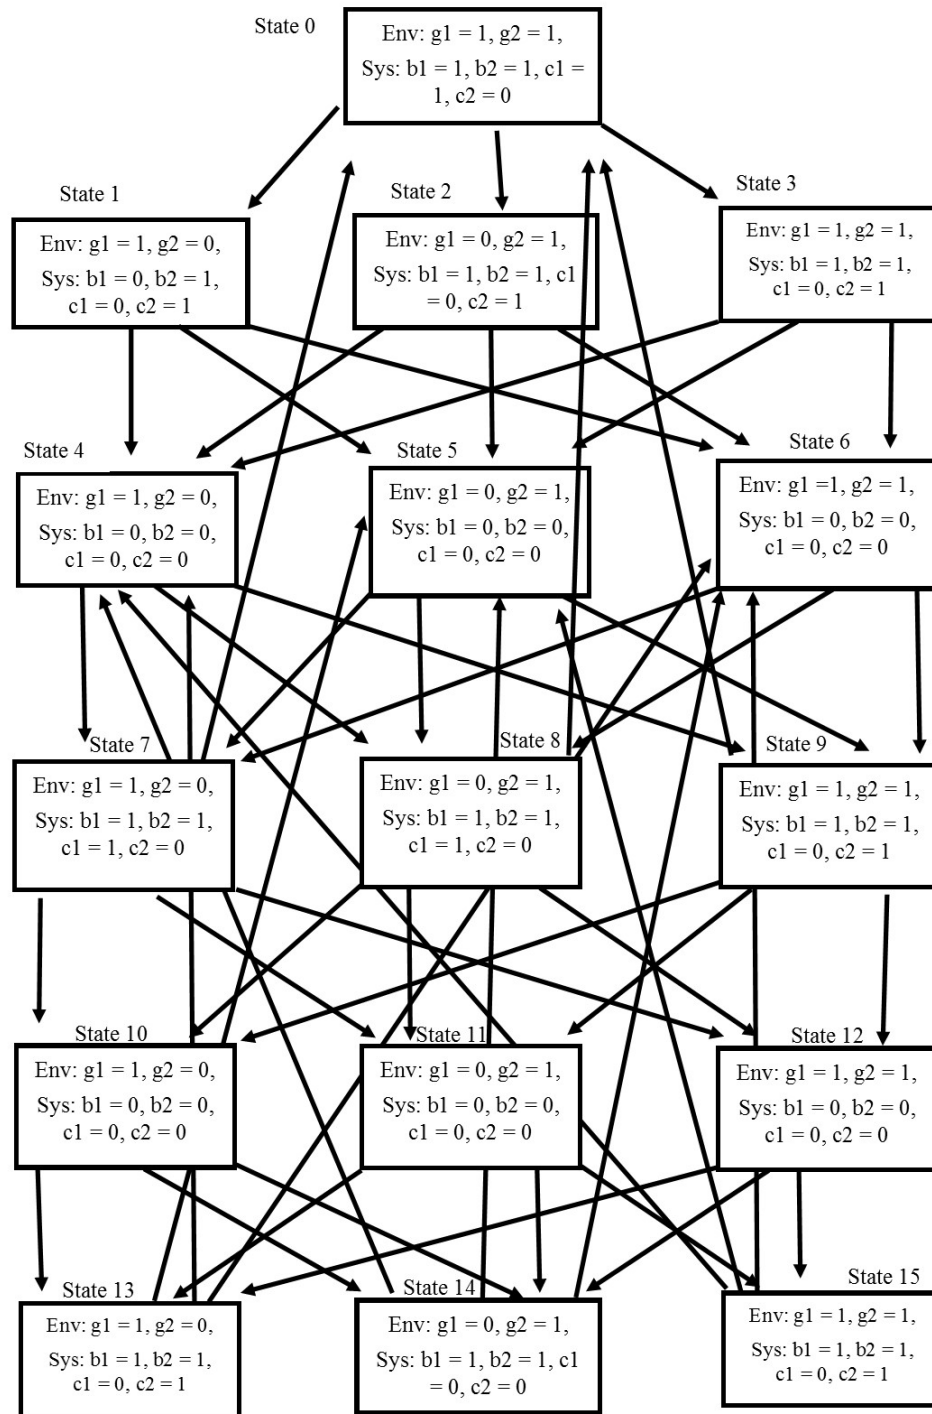 State 0
Env: g1 = 1, g2 = 1,
Sys: b1 = 1, b2 = 1, c1 =
1, c2 = 0
State 1
Env: g1 = 1, g2 = 0,
Sys: b1 = 0, b2 = 1,
c1 = 0, c2 = 1
State 2
Env: g1 = 0, g2 = 1,
Sys: b1 = 1, b2 = 1, c1
= 0, c2 = 1
State 3
Env: g1 = 1, g2 = 1,
Sys: b1 = 1, b2 = 1,
c1 = 0, c2 = 1
State 4
Env: g1 = 1, g2 = 0,
Sys: b1 = 0, b2 = 0,
c1 = 0, c2 = 0
State 5
Env: g1 = 0, g2 = 1,
Sys: b1 = 0, b2 = 0,
c1 = 0, c2 = 0
State 6
Env: g1 =1, g2 = 1,
Sys: b1 = 0, b2 = 0,
c1 = 0, c2 = 0
State 7
Env: g1 = 1, g2 = 0,
Sys: b1 = 1, b2 = 1,
c1 = 1, c2 = 0
State 8
Env: g1 = 0, g2 = 1,
Sys: b1 = 1, b2 = 1,
c1 = 1, c2 = 0
State 9
Env: g1 = 1, g2 = 1,
Sys: b1 = 1, b2 = 1,
c1 = 0, c2 = 1
State 10
Env: g1 = 1, g2 = 0,
Sys: b1 = 0, b2 = 0,
c1 = 0, c2 = 0
State 11
Env: g1 = 0, g2 = 1,
Sys: b1 = 0, b2 = 0,
c1 = 0, c2 = 0
State 12
Env: g1 = 1, g2 = 1,
Sys: b1 = 0, b2 = 0,
c1 = 0, c2 = 0
State 13
Env: g1 = 1, g2 = 0,
Sys: b1 = 1, b2 = 1,
c1 = 0, c2 = 1
State 14
Env: g1 = 0, g2 = 1,
Sys: b1 = 1, b2 = 1, c1
= 0, c2 = 0
State 15
Env: g1 = 1, g2 = 1,
Sys: b1 = 1, b2 = 1,
c1 = 0, c2 = 1